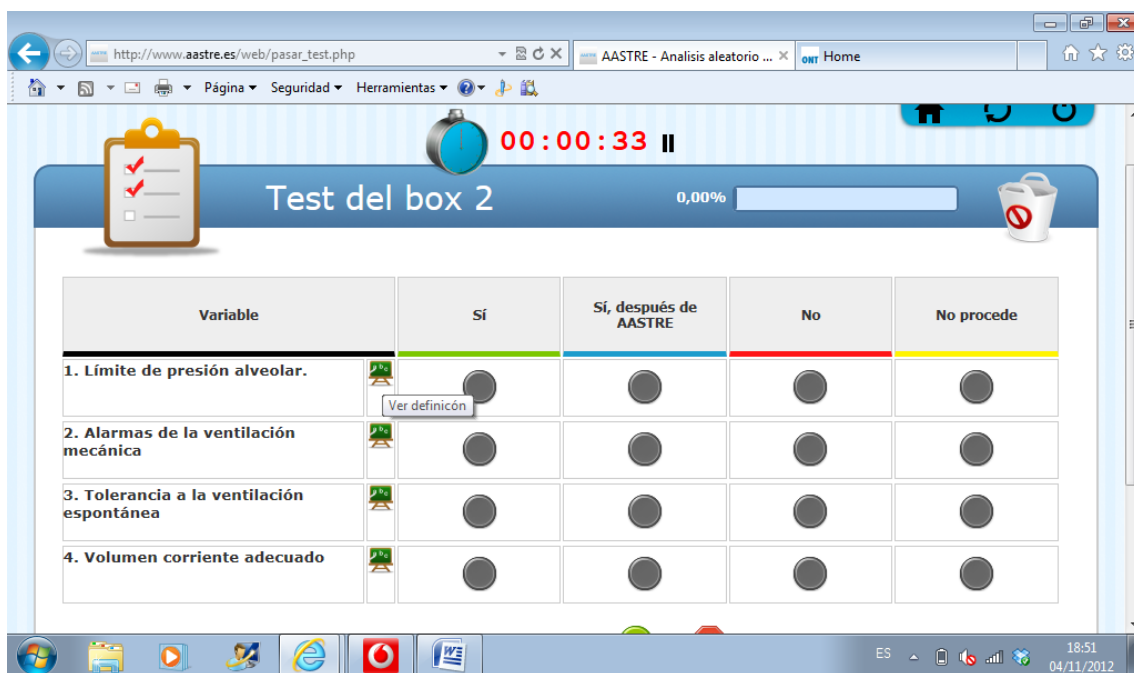 http://www.aastre.es/web/pasar_test.php
AASTRE - Analisis aleatorio ...
ONT Home
Página Seguridad Herramientas
00:00:33
Test del box 2
0,00%
Variable
Sí
Sí, después de
AASTRE
No
No procede
1. Límite de presión alveolar.
Ver definicón
2. Alarmas de la ventilación
mecánica
3. Tolerancia a la ventilación
espontánea
4. Volumen corriente adecuado
ES
18:51
04/11/2012